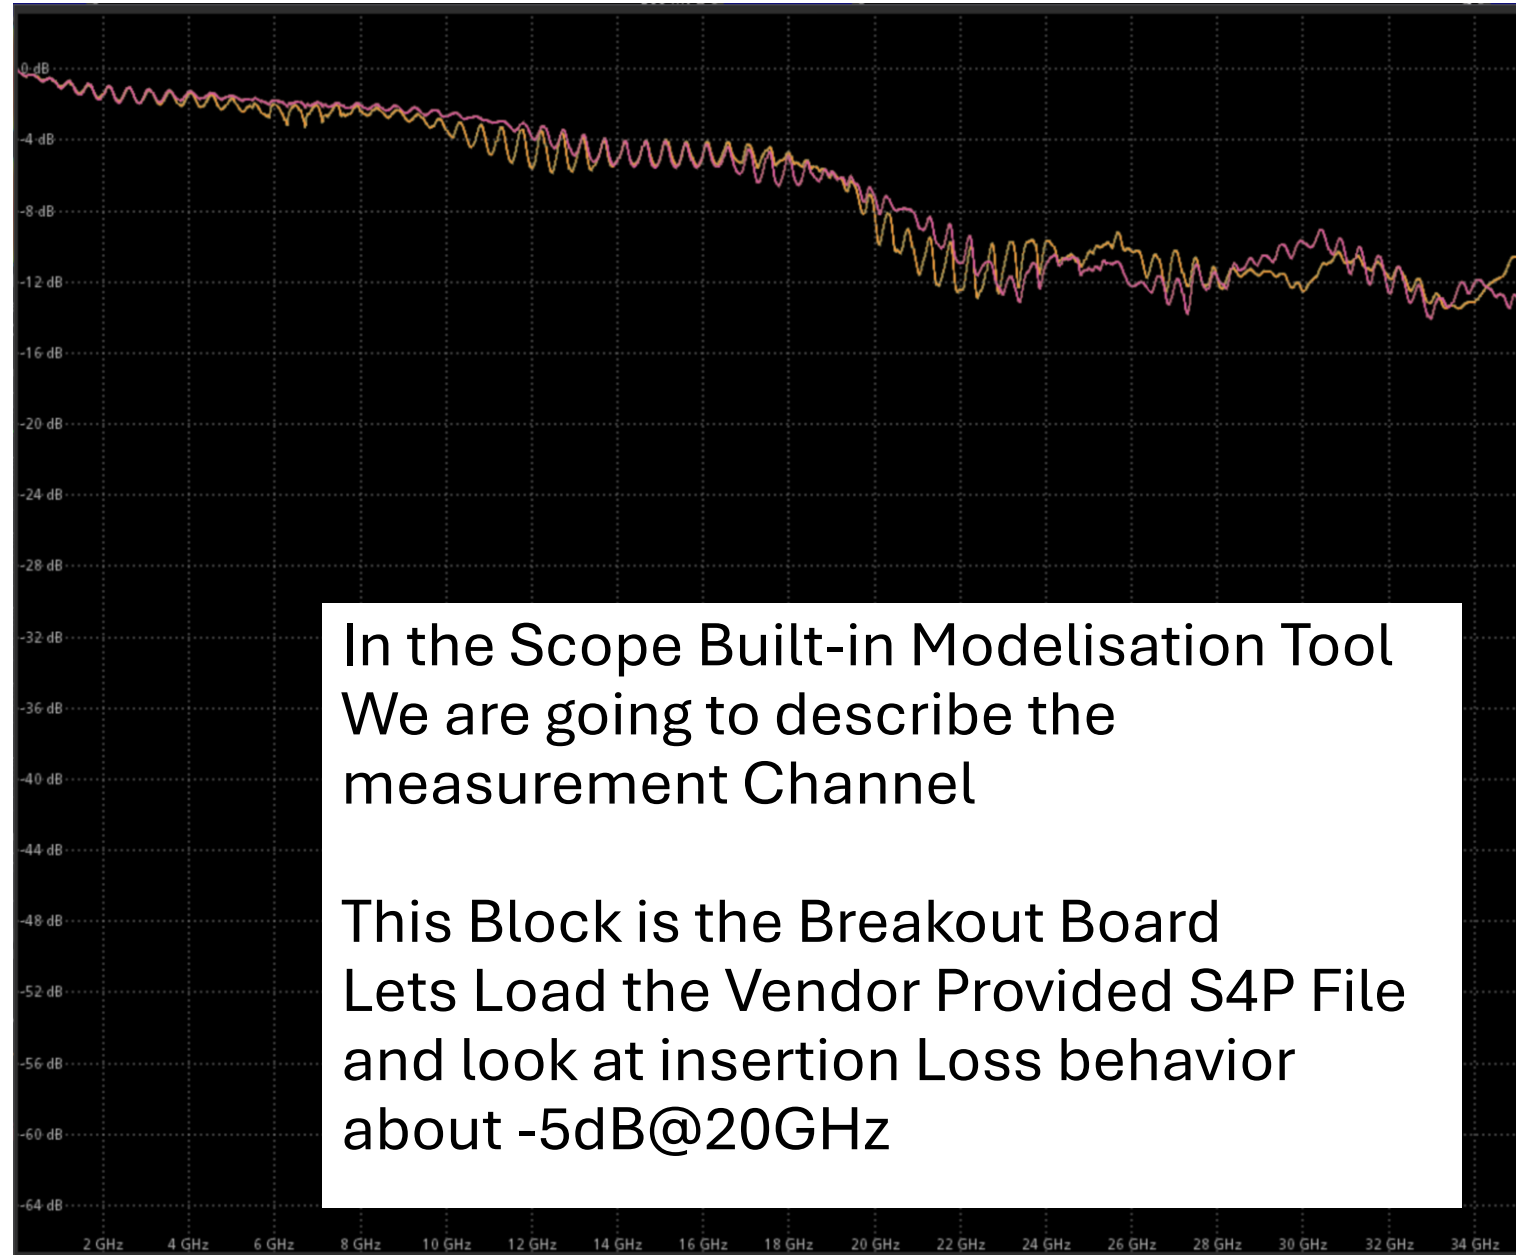 0 dB
-4 dB
-8 dB
-12 dB
-16 dB
-20 dB
-24 dB
-28 dB
-32 dB
-36 dB
-40 dB
-44 dB
-48 dB
-52 dB
-56 dB
-60 dB
-64 dB
In the Scope Built-in Modelisation Tool
We are going to describe the
measurement Channel
This Block is the Breakout Board
Lets Load the Vendor Provided S4P File
and look at insertion Loss behavior
about -5dB@20GHz
2 GHz 4 GHz 6 GHz 8 GHz 10 GHz 12 GHz 14 GHz 16 GHz 18 GHz 20 GHz 22 GHz 24 GHz 26 GHz 28 GHz 30 GHz 32 GHz 34 GHz